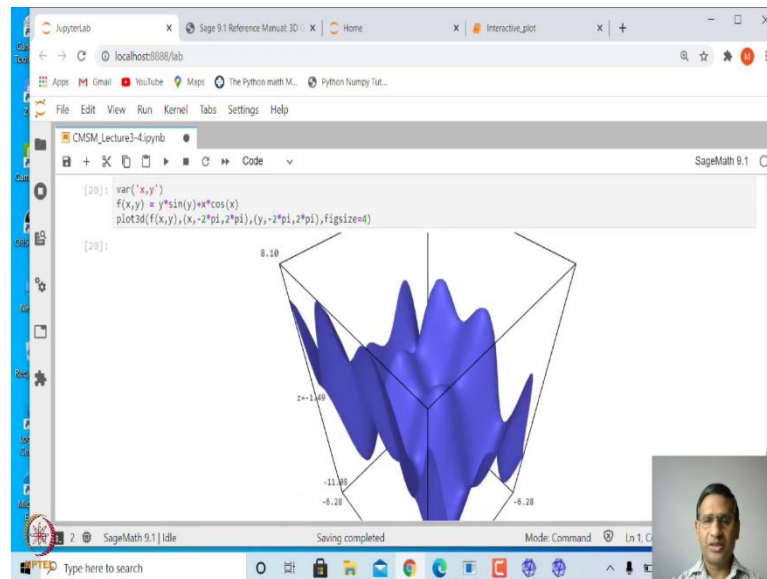 JupyterLab
Sage 9.1 Reference Manual: 3D
Home
Interactive_plot
localhost:8888/lab
M
Apps M Gmail YouTube Maps The Python math M... Python Numpy Tut...
File Edit View Run Kernel Tabs Settings Help
CMSM_Lecture3-4.ipynb
Code
SageMath 9.1
[20]: var('x,y')
f(x,y) = y*sin(y)+x*cos(x)
plot3d(f(x,y),(x,-2*pi,2*pi),(y,-2*pi,2*pi),figsize=4)
[20]:
8.10
z=-1.49
-11.08
-6.28
-6.28
2 SageMath 9.1 | Idle
Saving completed
Mode: Command
Ln 1,
Type here to search